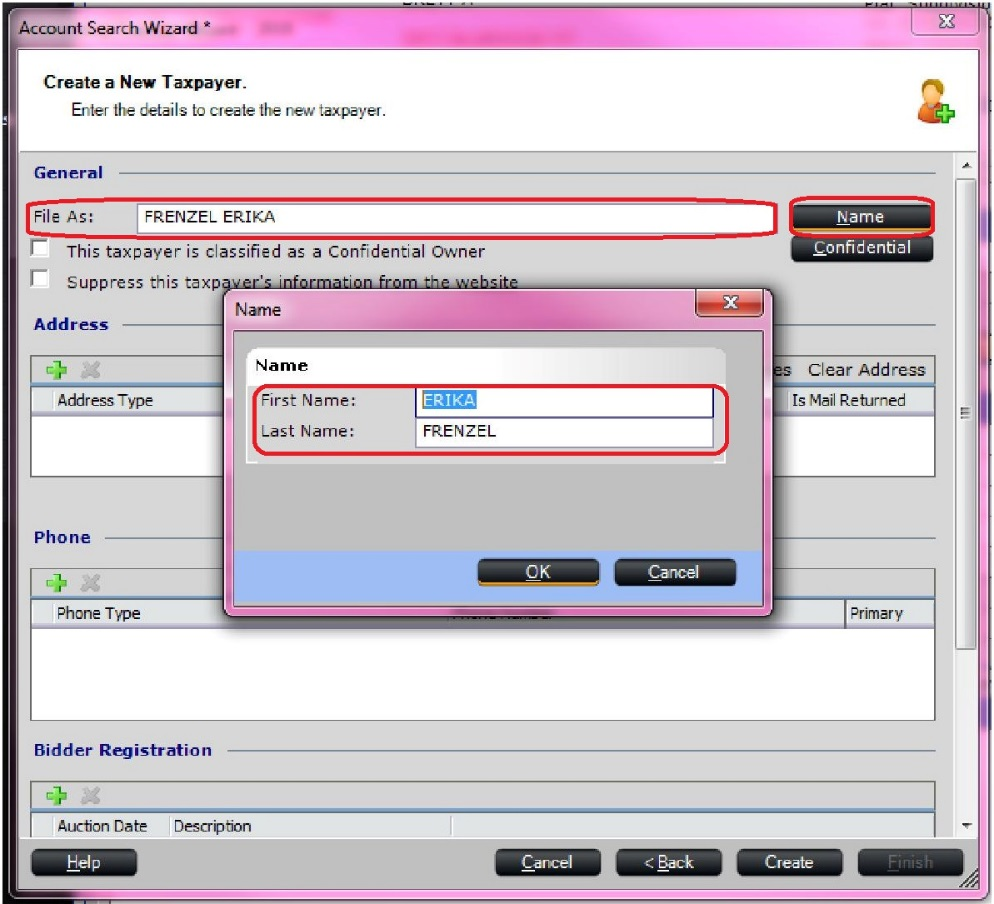 Account Search Wizard *
Create a New Taxpayer.
Enter the details to create the new taxpayer.
General
File As: FRENZEL ERIKA Name
This taxpayer is classified as a Confidential Owner Confidential
Suppress this taxpayer's information from the website
Address
Clear Address
Address Type Is Mail Returned
Name
Name
First Name: ERIKA
Last Name: FRENZEL
OK Cancel
Phone
Phone Type Primary
Bidder Registration
Auction Date Description
Help Cancel < Back Create Finish